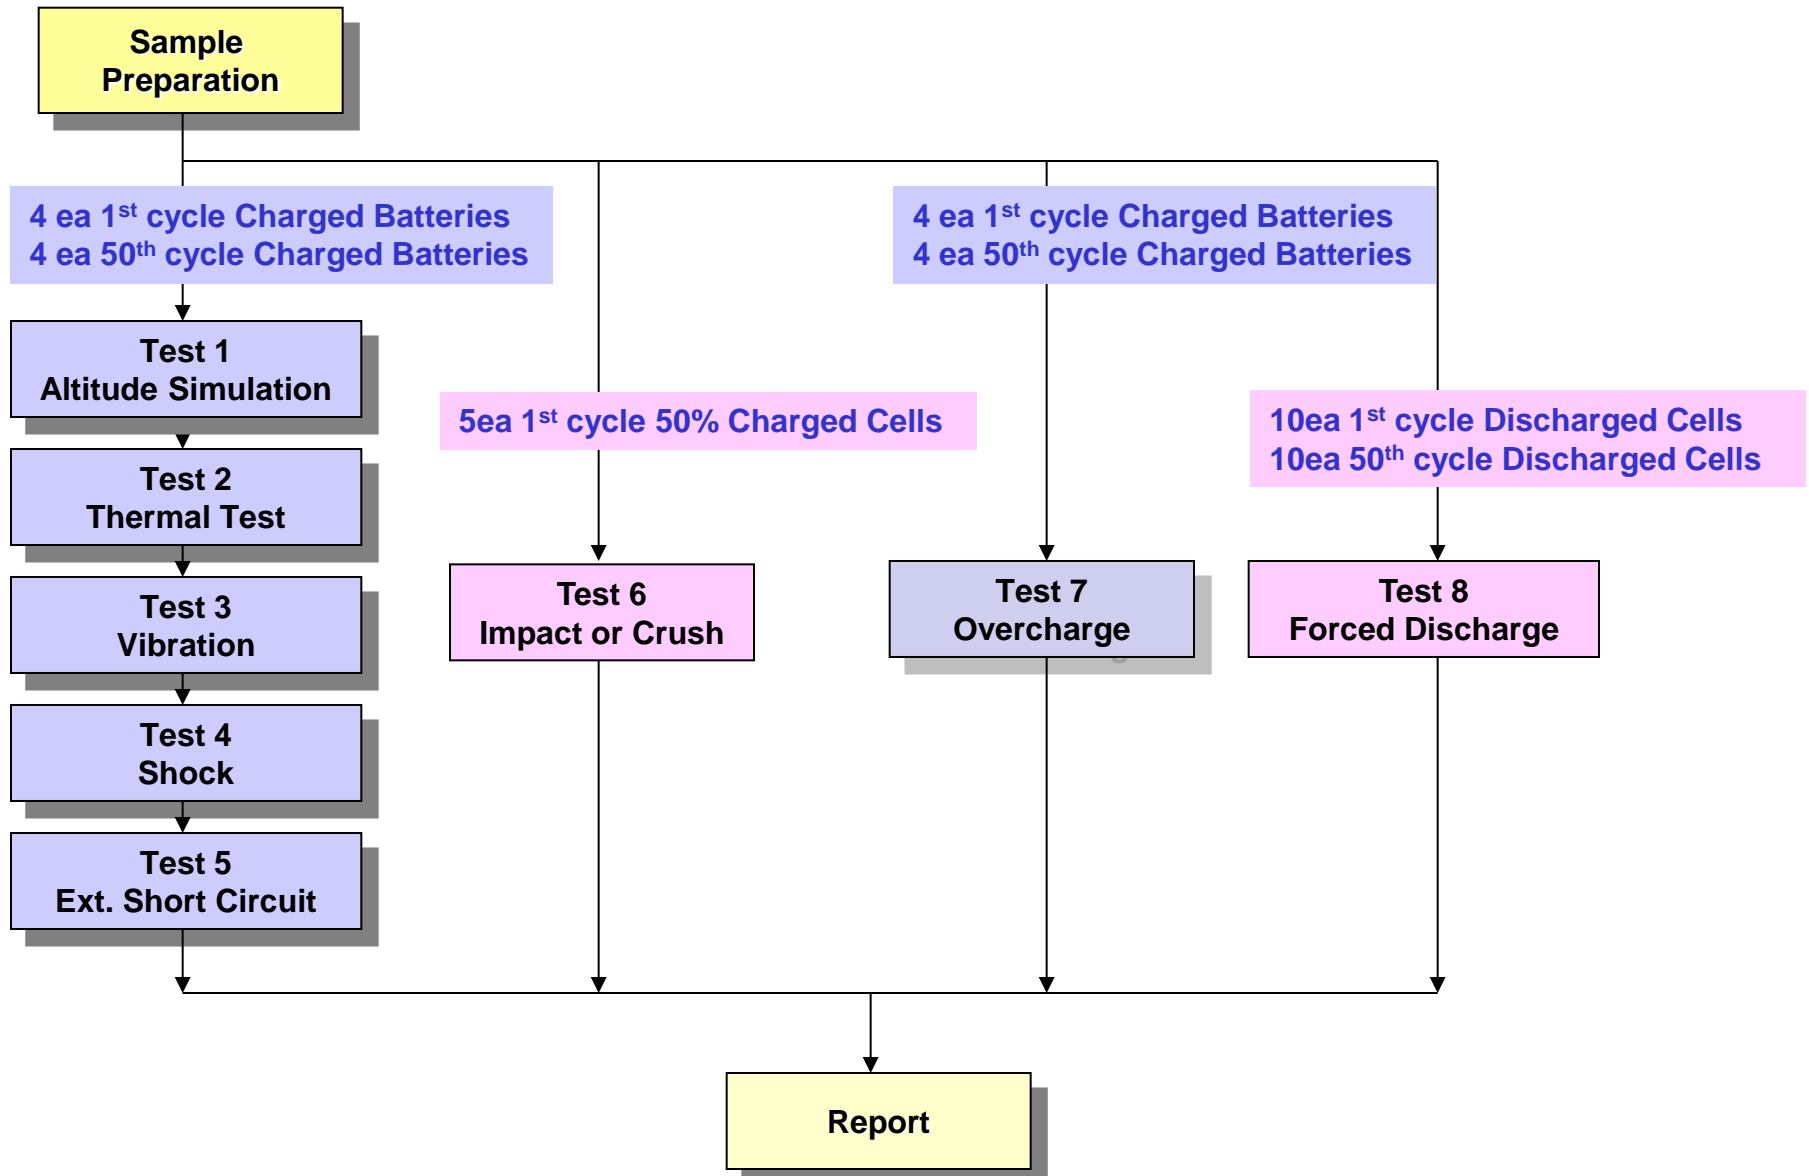 Sample
Preparation
4 ea 1st cycle Charged Batteries
4 ea 50th cycle Charged Batteries
4 ea 1st cycle Charged Batteries
4 ea 50th cycle Charged Batteries
Test 1
Altitude Simulation
5ea 1st cycle 50% Charged Cells
10ea 1st cycle Discharged Cells
10ea 50th cycle Discharged Cells
Test 2
Thermal Test
Test 3
Vibration
Test 6
Impact or Crush
Test 7
Overcharge
Test 8
Forced Discharge
Test 4
Shock
Test 5
Ext. Short Circuit
Report